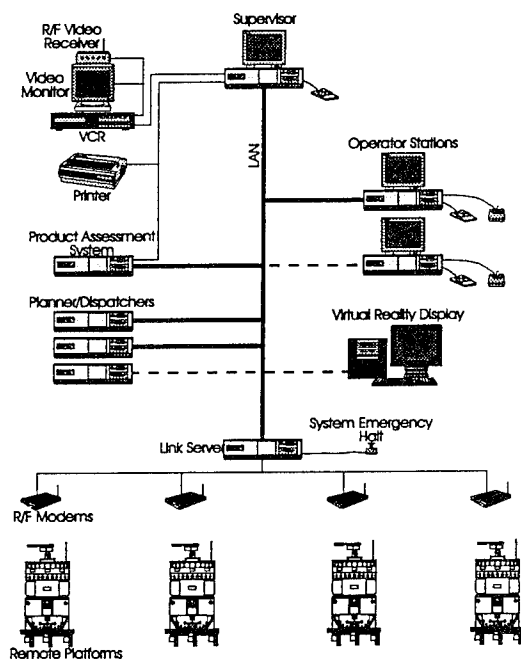 Supervisor
R/F Video
Receiver
Video
Monitor
VCR
LAN
Operator Stations
Printer
Product Assessment
System
Planner/Dispatchers
Virtual Reality Display
System Emergency
Halt
Link Server
R/F Modems
Remote Platforms